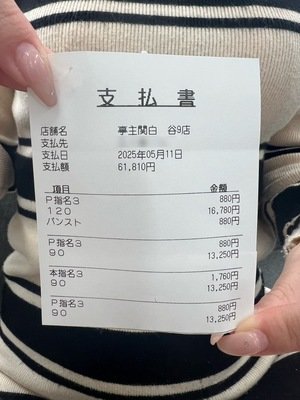 支払書
店舗名 亭主関白 谷9店
支払先
支払日 2025年05月11日
支払額 61,810円
項目 金額
P指名3 880円
120 16,780円
パンスト 880円
P指名3 880円
90 13,250円
本指名3 1,760円
90 13,250円
P指名3 880円
90 13,250円